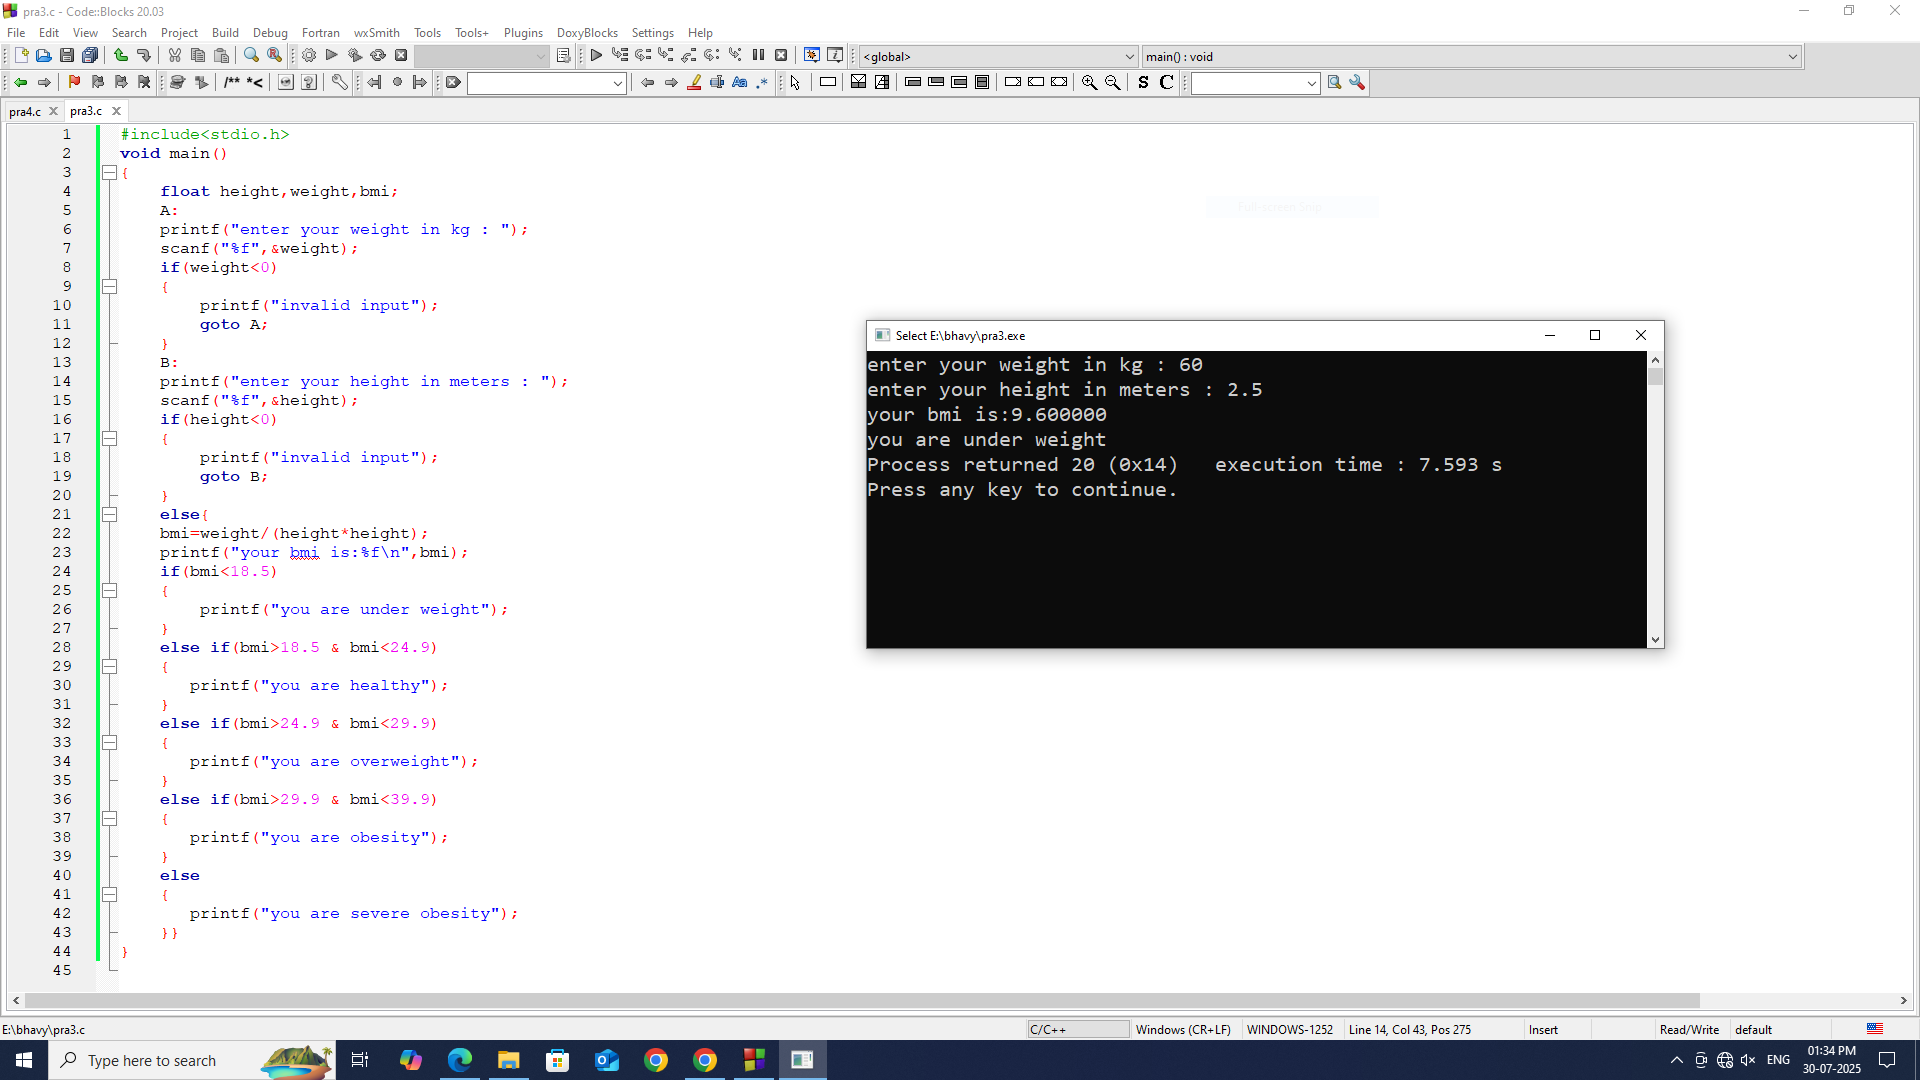 pra3.c - Code::Blocks 20.03
File Edit View Search Project Build Debug Fortran wxSmith Tools Tools+ Plugins DoxyBlocks Settings Help
<global> main() : void
/** *< Aa .* S C
pra4.c pra3.c
1 #include<stdio.h>
2 void main()
3 {
4 float height,weight,bmi;
5 A:
6 printf("enter your weight in kg : ");
7 scanf("%f",&weight);
8 if(weight<0)
9 {
10 printf("invalid input");
11 goto A;
12 }
13 B:
14 printf("enter your height in meters : ");
15 scanf("%f",&height);
16 if(height<0)
17 {
18 printf("invalid input");
19 goto B;
20 }
21 else{
22 bmi=weight/(height*height);
23 printf("your bmi is:%f\n",bmi);
24 if(bmi<18.5)
25 {
26 printf("you are under weight");
27 }
28 else if(bmi>18.5 & bmi<24.9)
29 {
30 printf("you are healthy");
31 }
32 else if(bmi>24.9 & bmi<29.9)
33 {
34 printf("you are overweight");
35 }
36 else if(bmi>29.9 & bmi<39.9)
37 {
38 printf("you are obesity");
39 }
40 else
41 {
42 printf("you are severe obesity");
43 }}
44 }
45
Select E:\bhavy\pra3.exe
enter your weight in kg : 60
enter your height in meters : 2.5
your bmi is:9.600000
you are under weight
Process returned 20 (0x14) execution time : 7.593 s
Press any key to continue.
E:\bhavy\pra3.c C/C++ Windows (CR+LF) WINDOWS-1252 Line 14, Col 43, Pos 275 Insert Read/Write default
Type here to search ENG 01:34 PM
30-07-2025